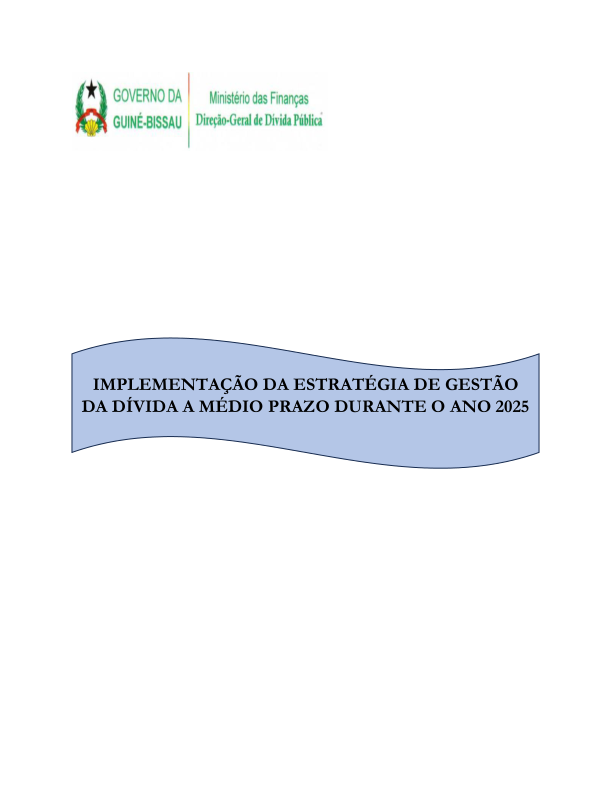 GOVERNO DA
GUINÉ-BISSAU
Ministério das Finanças
Direção-Geral de Dívida Pública
IMPLEMENTAÇÃO DA ESTRATÉGIA DE GESTÃO
DA DÍVIDA A MÉDIO PRAZO DURANTE O ANO 2025